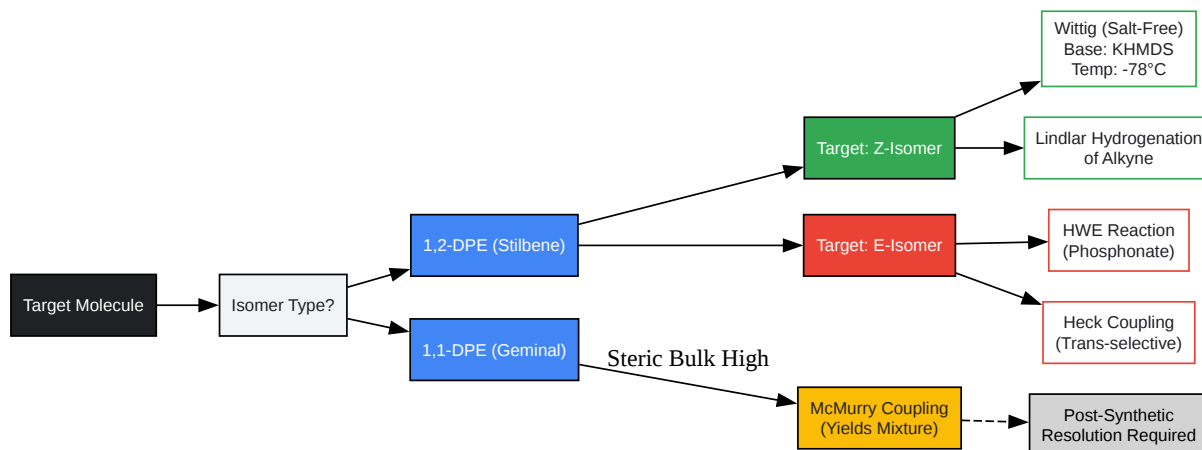 Wittig (Salt-Free)
Base: KHMDS
Temp: -78°C
Target: Z-Isomer
Lindlar Hydrogenation
of Alkyne
1,2-DPE (Stilbene)
Target: E-Isomer
HWE Reaction
(Phosphonate)
Target Molecule
Isomer Type?
Heck Coupling
(Trans-selective)
1,1-DPE (Geminal)
Steric Bulk High
McMurry Coupling
(Yields Mixture)
Post-Synthetic
Resolution Required